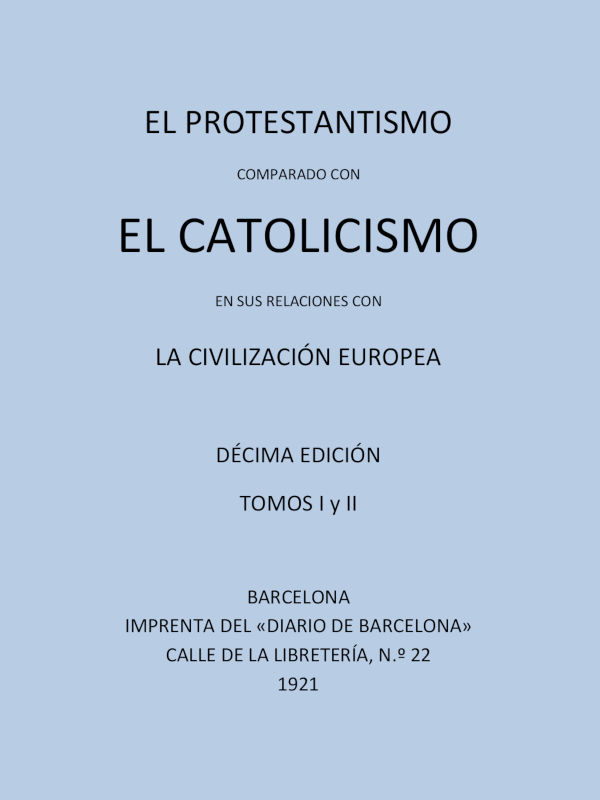 EL PROTESTANTISMO
COMPARADO CON
EL CATOLICISMO
EN SUS RELACIONES CON
LA CIVILIZACIÓN EUROPEA
DÉCIMA EDICIÓN
TOMOS I y II
BARCELONA
IMPRENTA DEL «DIARIO DE BARCELONA»
CALLE DE LA LIBRETERÍA, N.º 22
1921